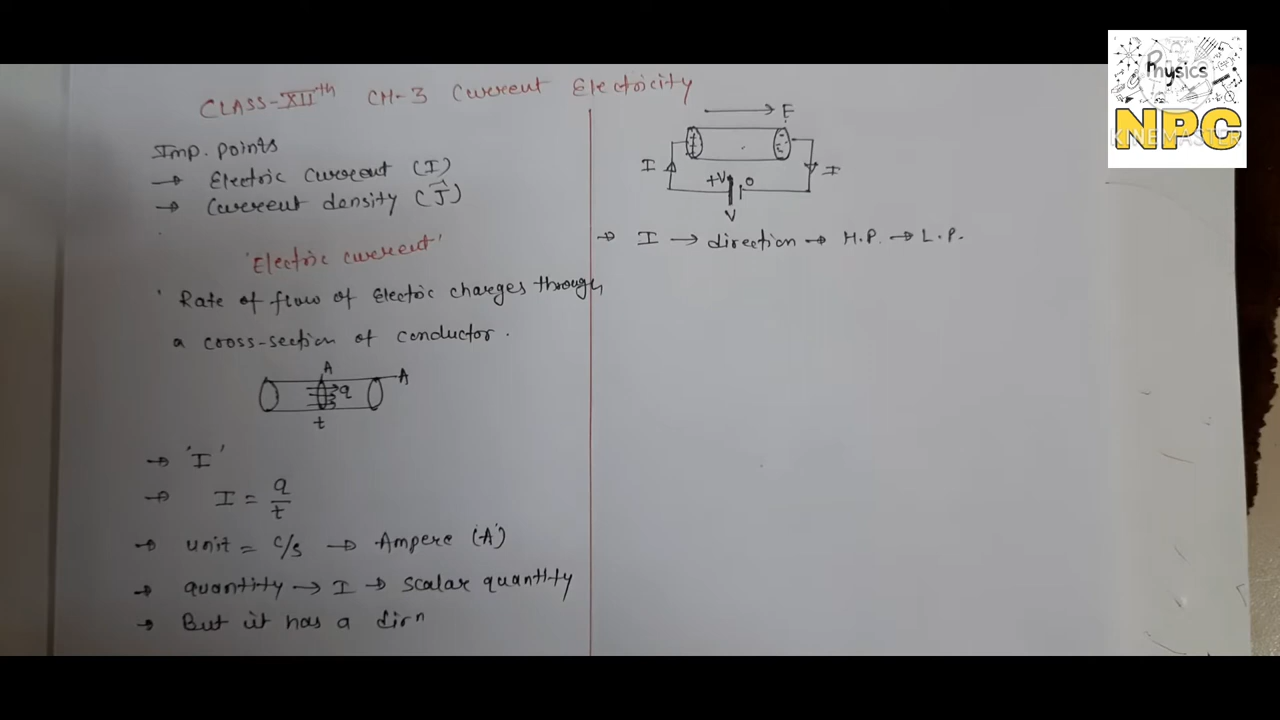 CLASS-XIIth CH-3 Current Electricity
Imp. points
→ Electric Current (I)
→ Current density (J⃗)
'Electric current'
Rate of flow of Electric charges through
a cross-section of conductor.
A
A
q
t
→ 'I'
→ I = q/t
→ unit = C/s → Ampere (A)
→ quantity → I → scalar quantity
→ But it has a dirn
E
I
+V
0
I
V
→ I → direction → H.P. → L.P.
Physics
NPC
KINEMASTER